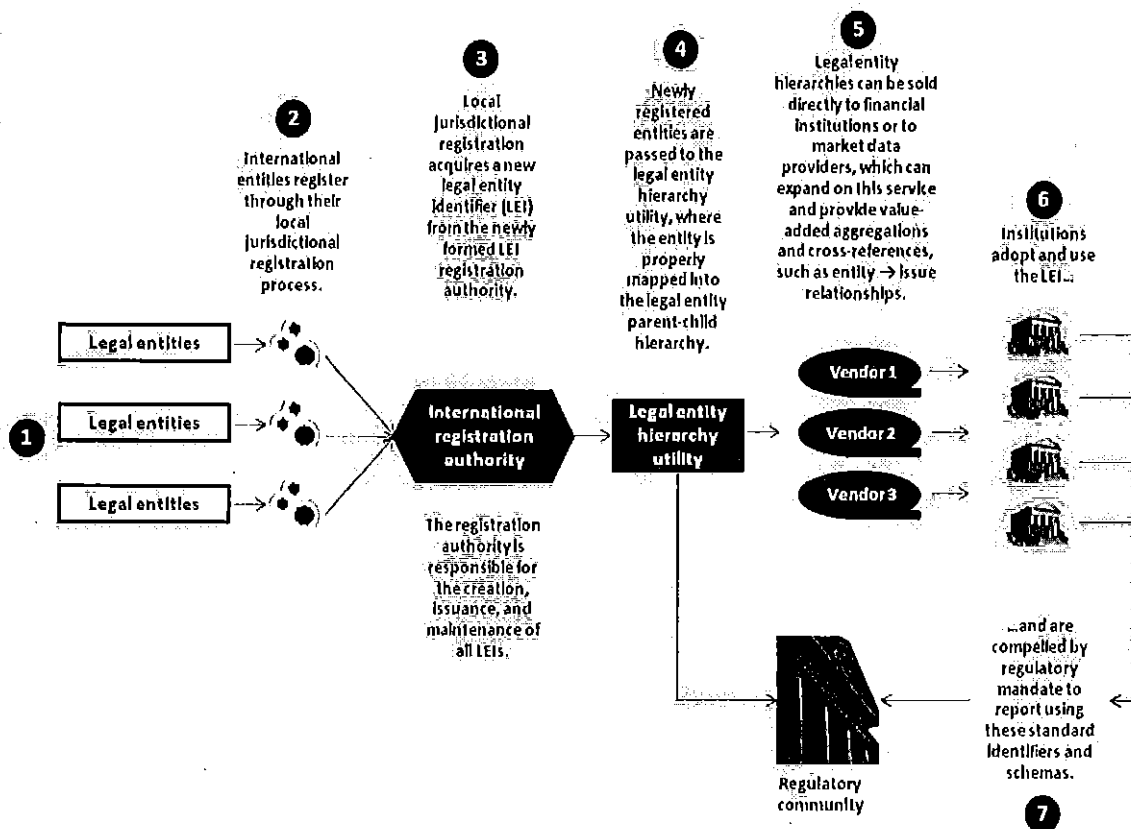 1
Legal entities
Legal entities
Legal entities
2
International
entities register
through their
local
jurisdictional
registration
process.
3
Local
jurisdictional
registration
acquires a new
legal entity
identifier (LEI)
from the newly
formed LEI
registration
authority.
International
registration
authority
The registration
authority is
responsible for
the creation,
issuance, and
maintenance of
all LEIs.
4
Newly
registered
entities are
passed to the
legal entity
hierarchy
utility, where
the entity is
properly
mapped into
the legal entity
parent-child
hierarchy.
Legal entity
hierarchy
utility
5
Legal entity
hierarchies can be sold
directly to financial
institutions or to
market data
providers, which can
expand on this service
and provide value-
added aggregations
and cross-references,
such as entity → issue
relationships.
Vendor 1
Vendor 2
Vendor 3
6
Institutions
adopt and use
the LEI...
...and are
compelled by
regulatory
mandate to
report using
these standard
identifiers and
schemas.
7
Regulatory
community